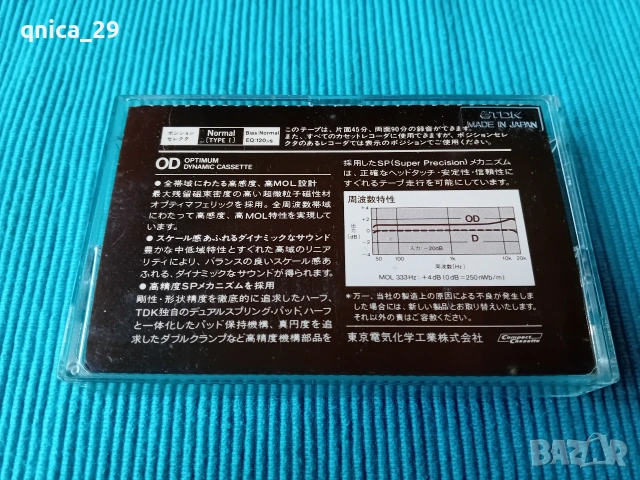 qnica_29
ポジション
セレクタ
Normal
(TYPE I)
Bias:Normal
EQ:120μs
このテープは、片面45分、両面90分の録音ができます。
また、すべてのカセットレコーダに使用できますが、ポジションセレ
クタのあるレコーダでは表示のポジションでご使用ください。
TDK
MADE IN JAPAN
OD OPTIMUM
DYNAMIC CASSETTE
●全帯域にわたる高感度、高MOL設計
最大残留磁束密度の高い超微粒子磁性材
オプティマフェリックを採用。全周波数帯域
にわたって高感度、高MOL特性を実現して
います。
●スケール感あふれるダイナミックなサウンド
豊かな中低域特性とすぐれた高域のリニア
リティにより、バランスの良いスケール感あ
ふれる、ダイナミックなサウンドが得られます。
●高精度SPメカニズムを採用
剛性・形状精度を徹底的に追求したハーフ、
TDK独自のデュアルスプリング・パッド、ハーフ
と一体化したパッド保持機構、真円度を追
求したダブルクランプなど高精度機構部品を
採用したSP(Super Precision)メカニズム
は、正確なヘッドタッチ・安定性・信頼性に
すぐれるテープ走行を可能にしています。
周波数特性
+4
+2
0
-2
-4
出力
(dB)
OD
D
入力:-20dB
50 100 1k 10k 20k
周波数(Hz)
MOL 333Hz:+4dB(0dB=250nWb/m)
*万一、当社の製造上の原因による不良が発生しま
した場合には、新しい製品とお取り替えいたします。
それ以外の責はご容赦ください。
東京電気化学工業株式会社
Compact
Cassette
BAZAR